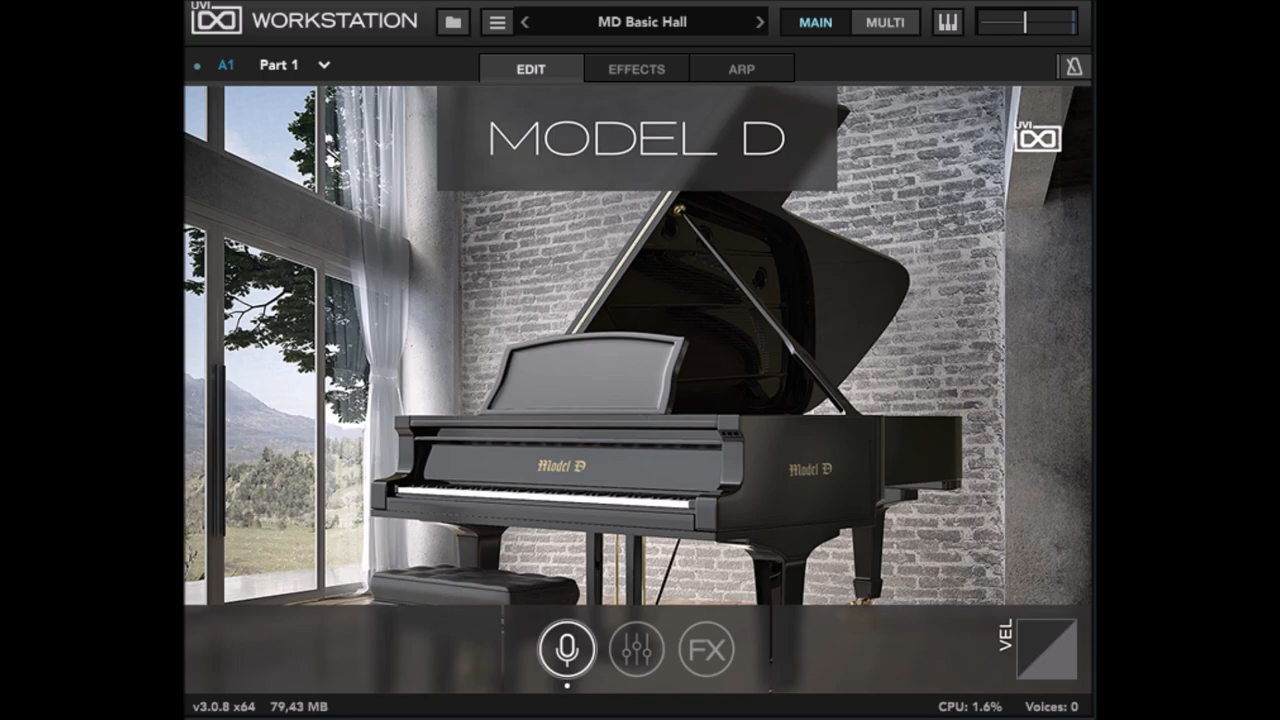 UVI WORKSTATION
MD Basic Hall
MAIN
MULTI
A1 Part 1
EDIT
EFFECTS
ARP
MODEL D
UVI
Model D
Model D
FX
VEL
v3.0.8 x64 79,43 MB
CPU: 1.6% Voices: 0